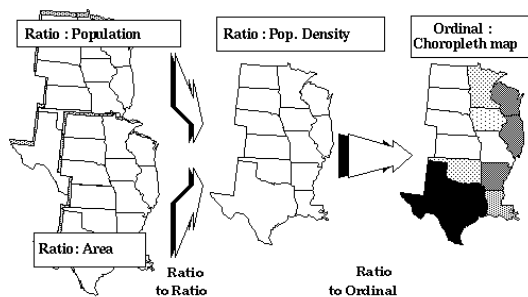 Ratio : Population
Ratio : Pop. Density
Ordinal :
Choropleth map
Ratio : Area
Ratio
to Ratio
Ratio
to Ordinal